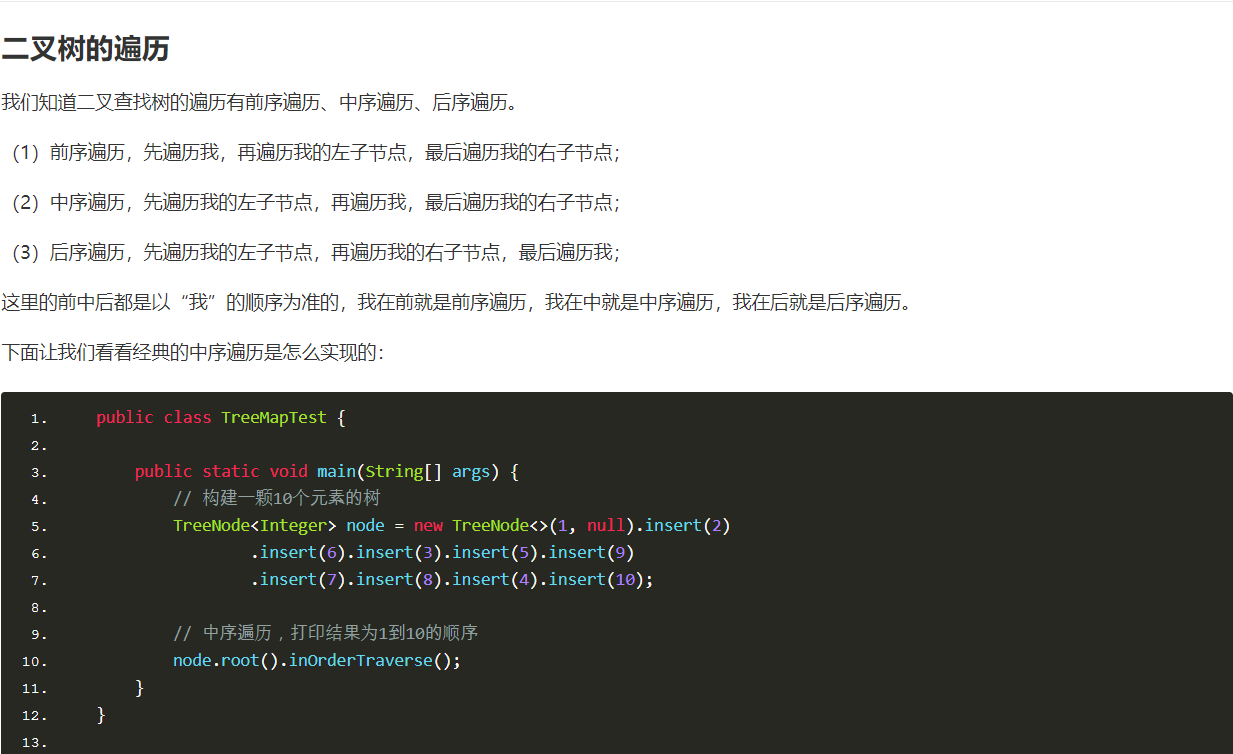 二叉树的遍历
我们知道二叉查找树的遍历有前序遍历、中序遍历、后序遍历。
（1）前序遍历，先遍历我，再遍历我的左子节点，最后遍历我的右子节点；
（2）中序遍历，先遍历我的左子节点，再遍历我，最后遍历我的右子节点；
（3）后序遍历，先遍历我的左子节点，再遍历我的右子节点，最后遍历我；
这里的前中后都是以“我”的顺序为准的，我在前就是前序遍历，我在中就是中序遍历，我在后就是后序遍历。
下面让我们看看经典的中序遍历是怎么实现的：
1. public class TreeMapTest {
2.
3. public static void main(String[] args) {
4. // 构建一颗10个元素的树
5. TreeNode<Integer> node = new TreeNode<>(1, null).insert(2)
6. .insert(6).insert(3).insert(5).insert(9)
7. .insert(7).insert(8).insert(4).insert(10);
8.
9. // 中序遍历，打印结果为1到10的顺序
10. node.root().inOrderTraverse();
11. }
12. }
13.